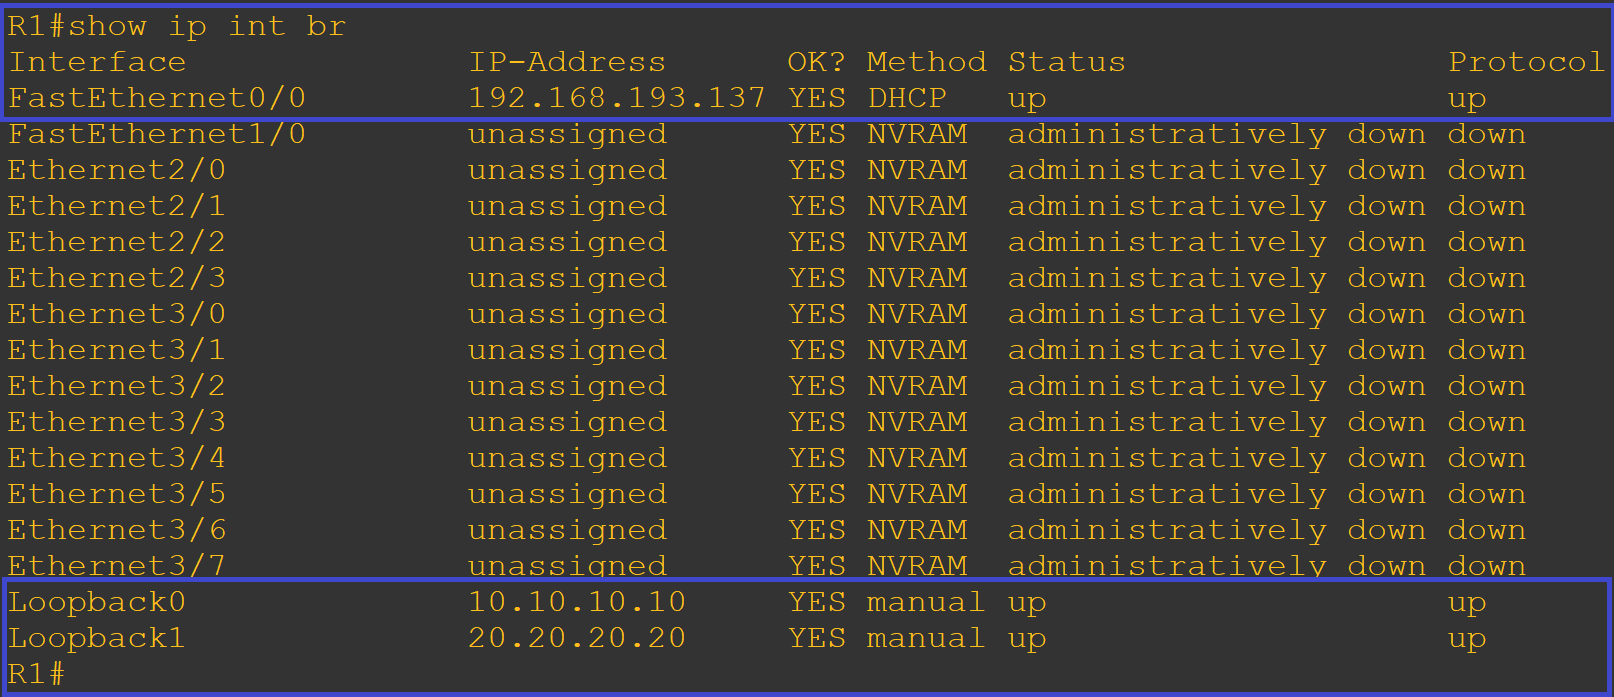 R1#show ip int br
Interface                  IP-Address      OK? Method Status                Protocol
FastEthernet0/0            192.168.193.137 YES DHCP   up                    up
FastEthernet1/0            unassigned      YES NVRAM  administratively down down
Ethernet2/0                unassigned      YES NVRAM  administratively down down
Ethernet2/1                unassigned      YES NVRAM  administratively down down
Ethernet2/2                unassigned      YES NVRAM  administratively down down
Ethernet2/3                unassigned      YES NVRAM  administratively down down
Ethernet3/0                unassigned      YES NVRAM  administratively down down
Ethernet3/1                unassigned      YES NVRAM  administratively down down
Ethernet3/2                unassigned      YES NVRAM  administratively down down
Ethernet3/3                unassigned      YES NVRAM  administratively down down
Ethernet3/4                unassigned      YES NVRAM  administratively down down
Ethernet3/5                unassigned      YES NVRAM  administratively down down
Ethernet3/6                unassigned      YES NVRAM  administratively down down
Ethernet3/7                unassigned      YES NVRAM  administratively down down
Loopback0                  10.10.10.10     YES manual up                    up
Loopback1                  20.20.20.20     YES manual up                    up
R1#